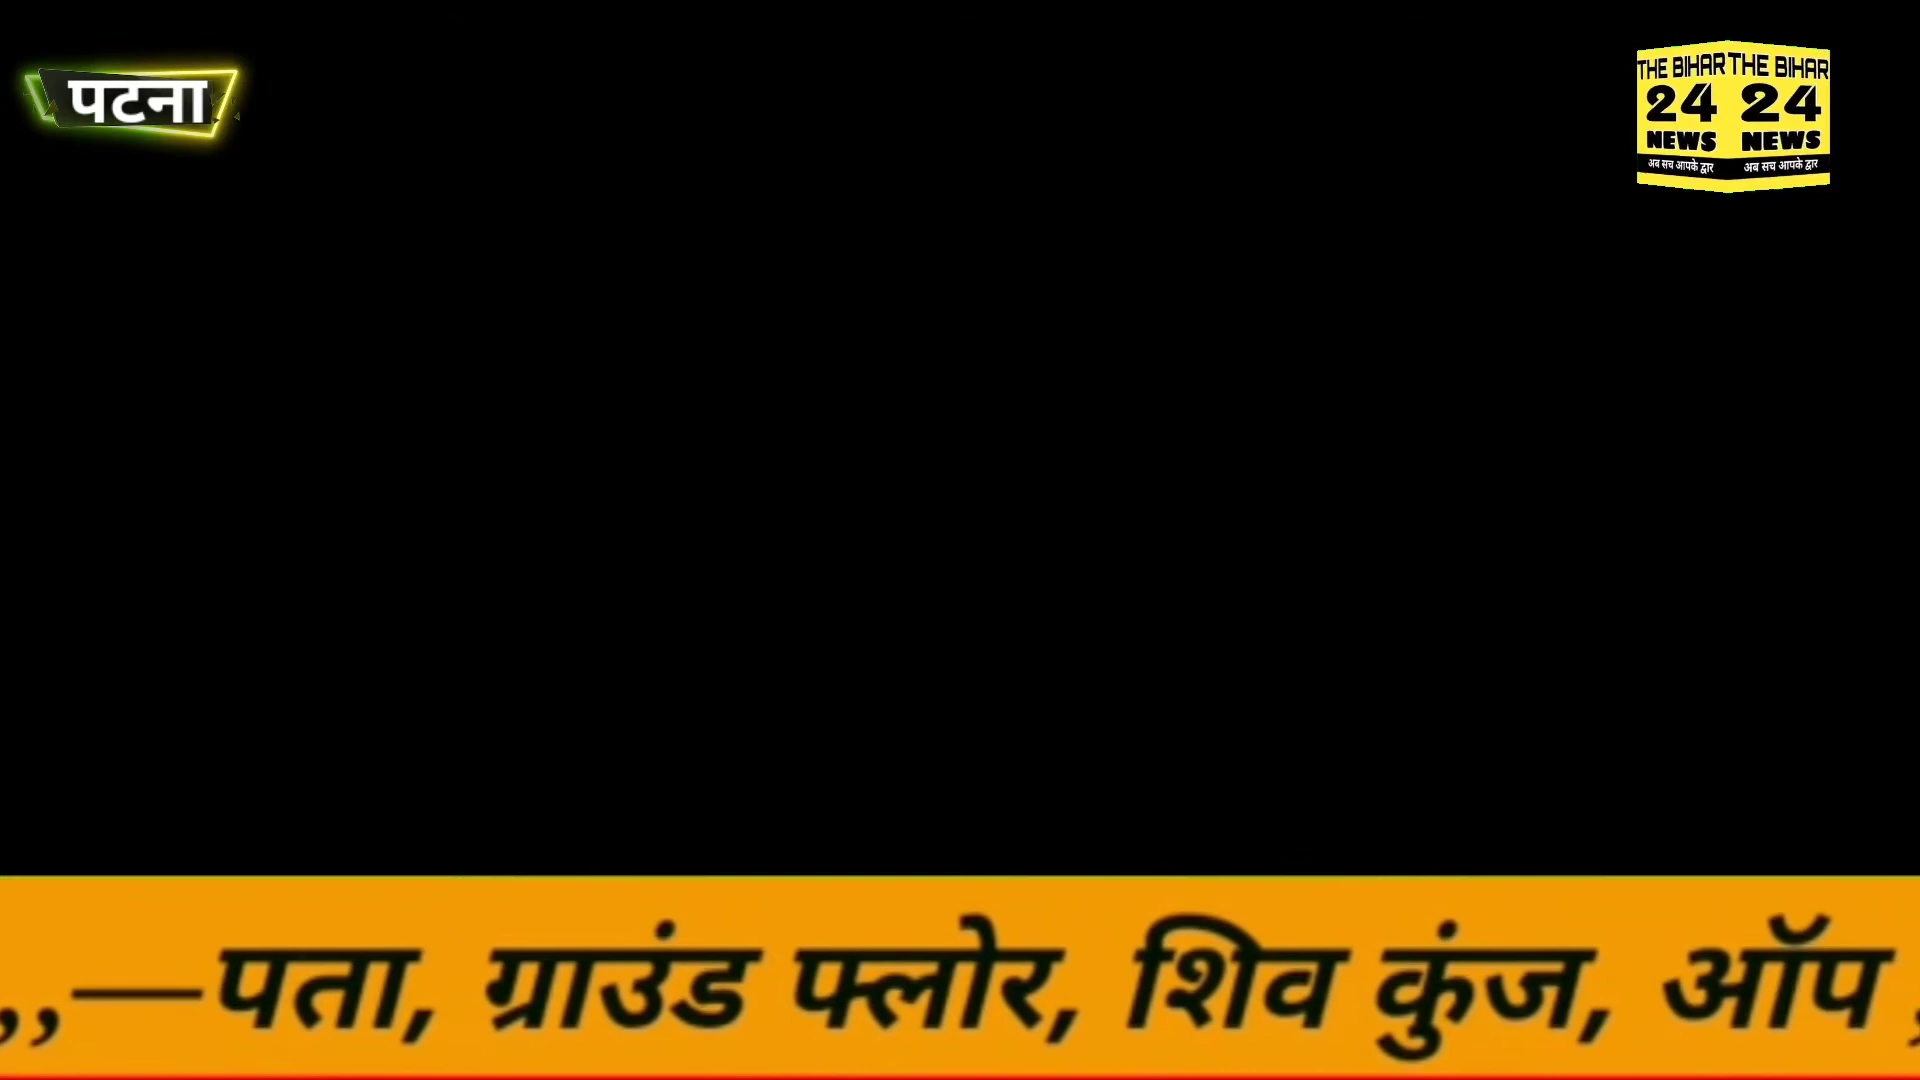 पटना
THE BIHAR THE BIHAR
24 24
NEWS NEWS
अब सच आपके द्वार अब सच आपके द्वार
,,—पता, ग्राउंड फ्लोर, शिव कुंज, ऑप